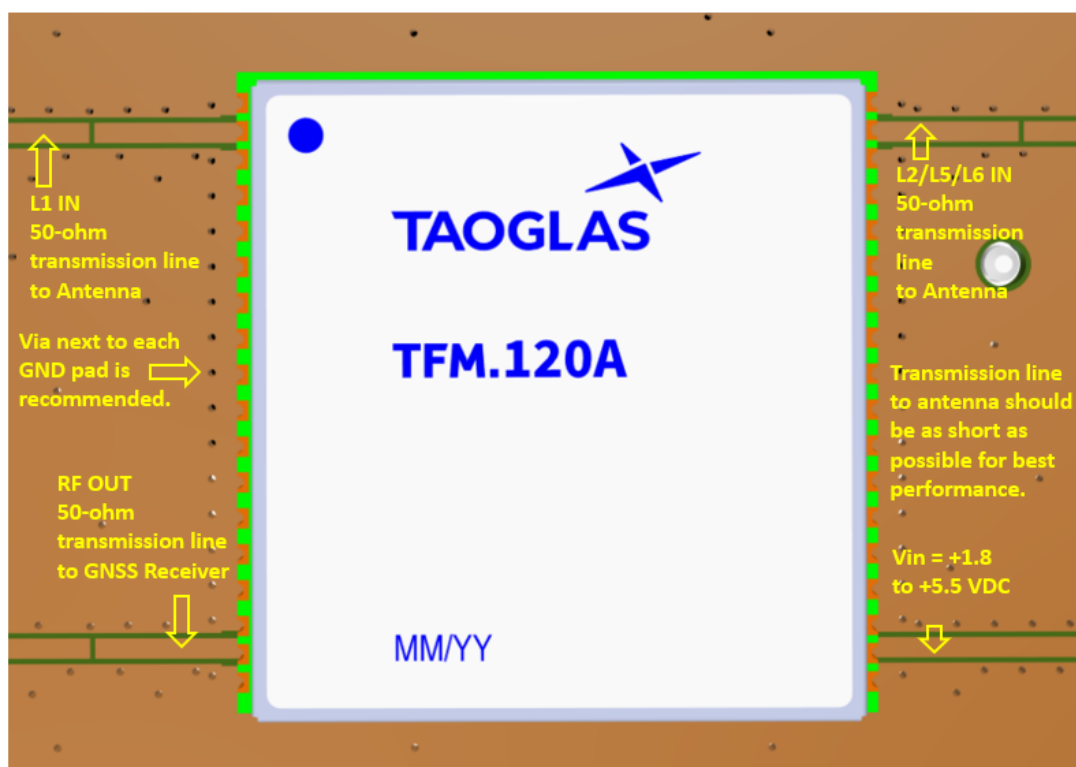 L1 IN
50-ohm
transmission line
to Antenna
Via next to each
GND pad is
recommended.
RF OUT
50-ohm
transmission line
to GNSS Receiver
TAOGLAS
TFM.120A
MM/YY
L2/L5/L6 IN
50-ohm
transmission
line
to Antenna
Transmission line
to antenna should
be as short as
possible for best
performance.
Vin = +1.8
to +5.5 VDC